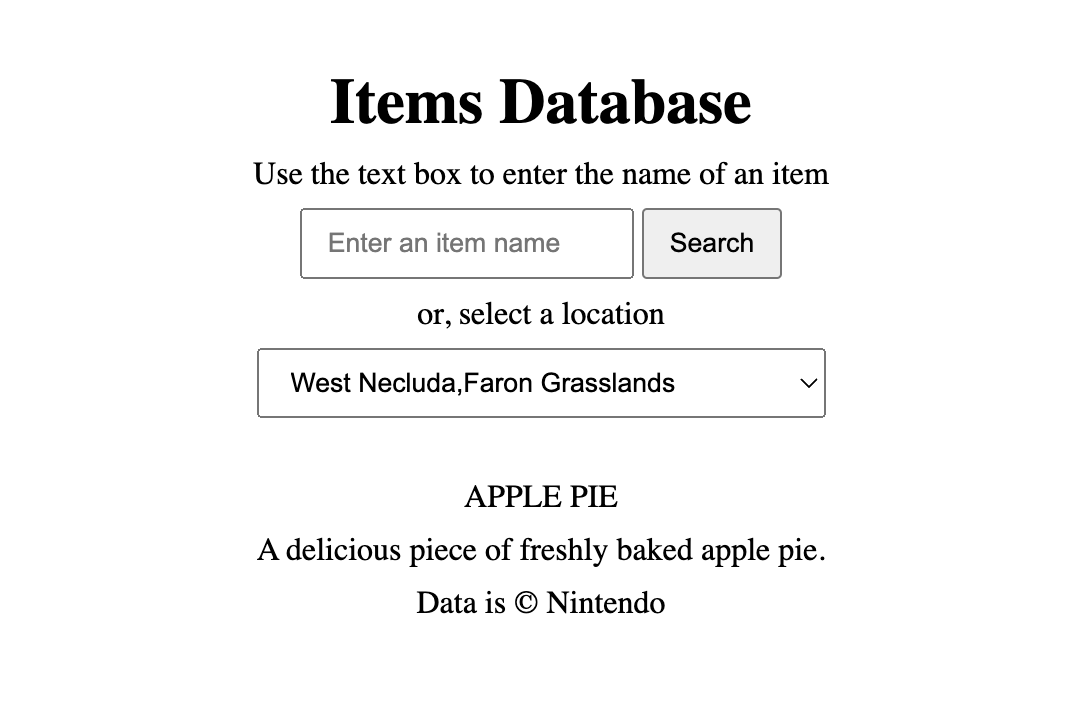 Items Database
Use the text box to enter the name of an item
Enter an item name
Search
or, select a location
West Necluda,Faron Grasslands
APPLE PIE
A delicious piece of freshly baked apple pie.
Data is © Nintendo